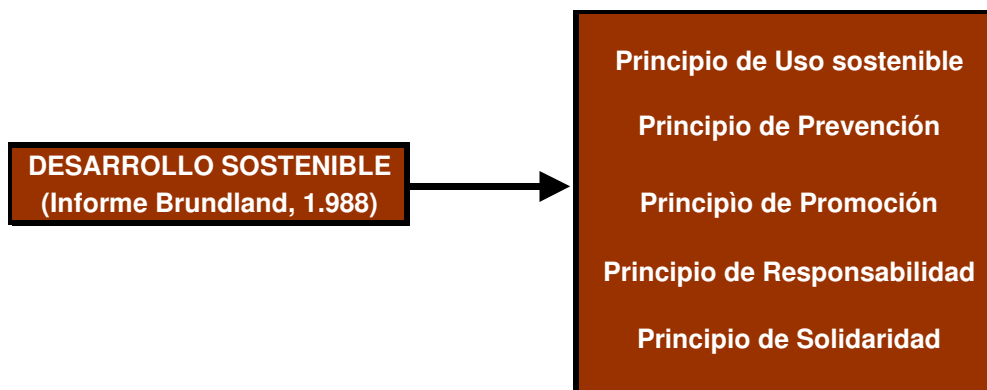 DESARROLLO SOSTENIBLE
(Informe Brundland, 1.988)
Principio de Uso sostenible
Principio de Prevención
Principìo de Promoción
Principio de Responsabilidad
Principio de Solidaridad